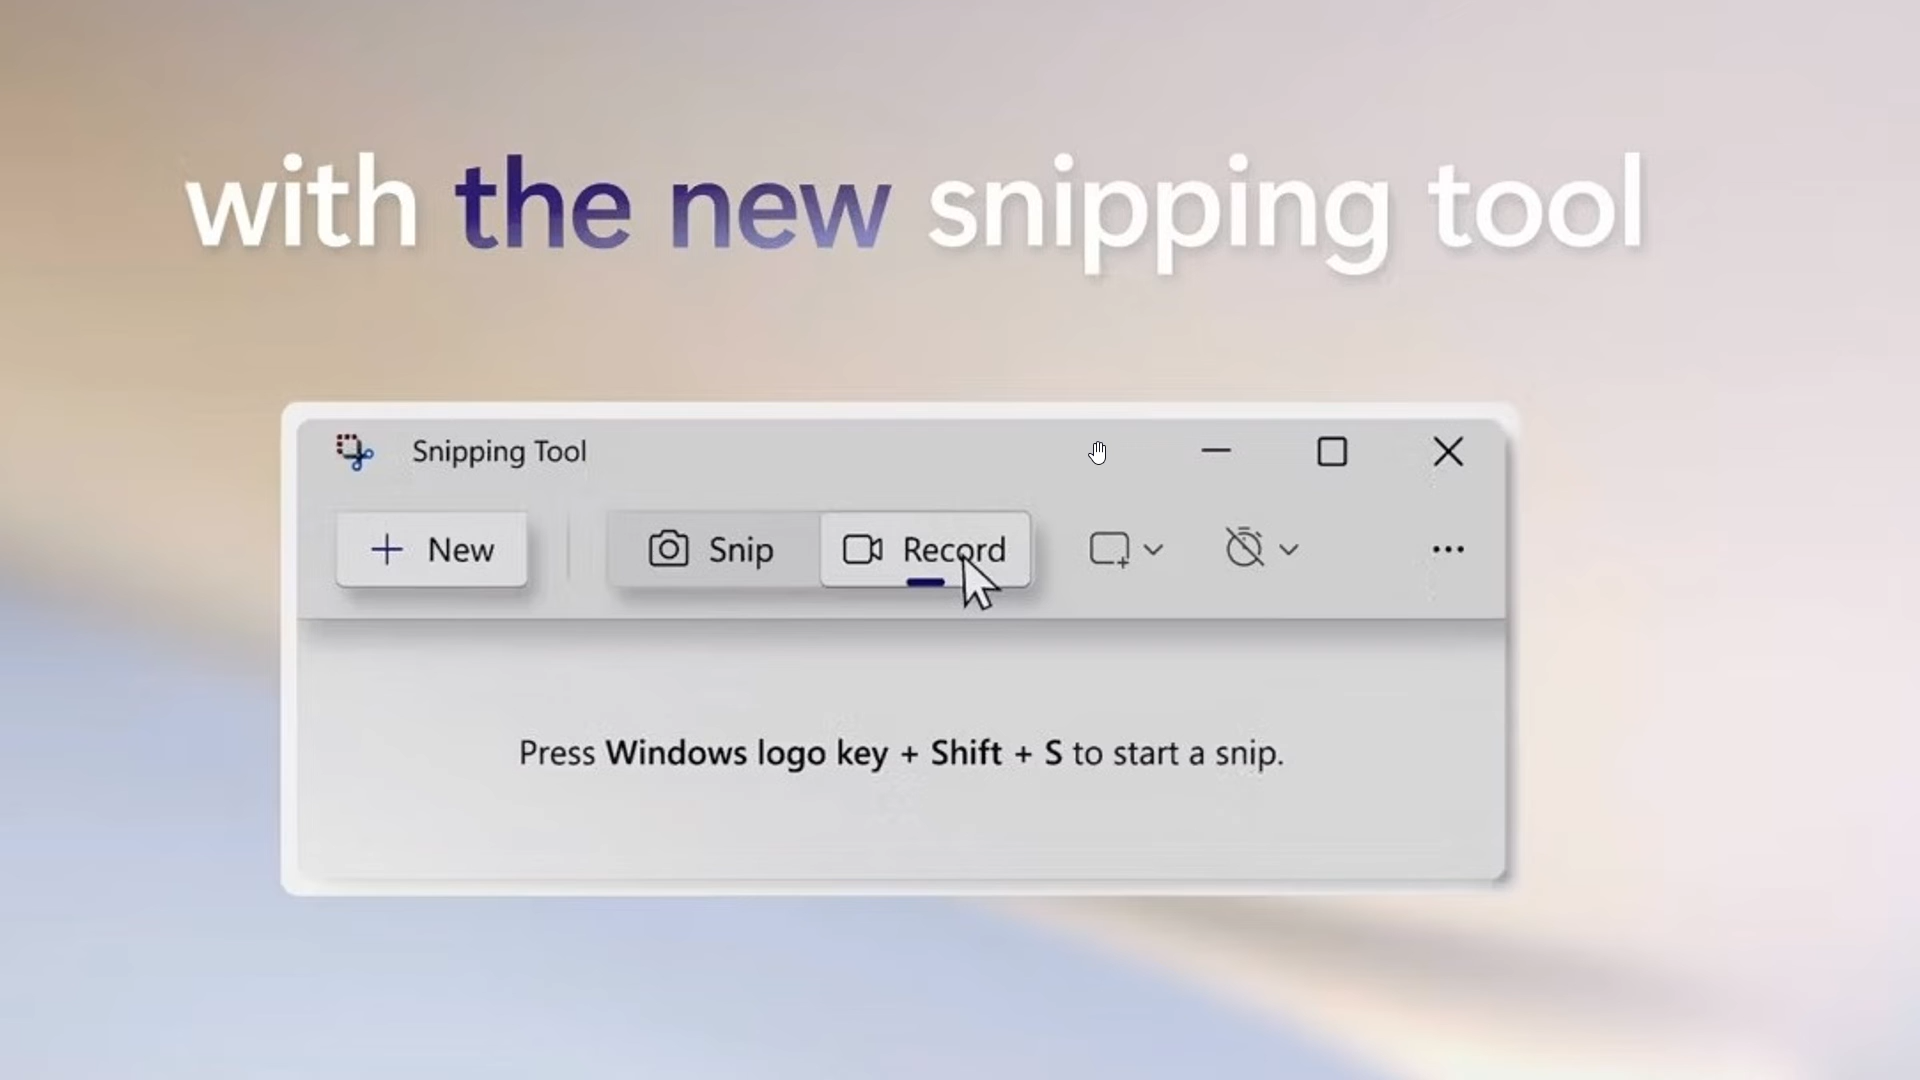 with the new snipping tool
Snipping Tool
New
Snip
Record
Press Windows logo key + Shift + S to start a snip.